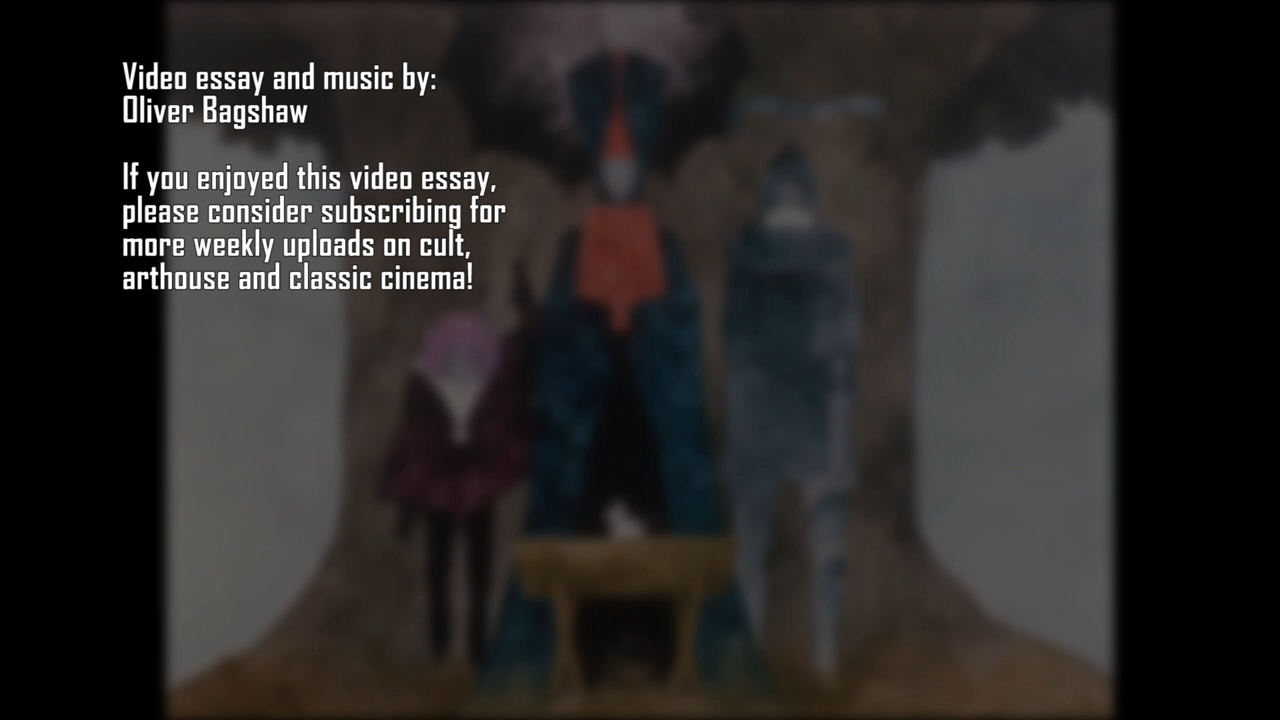 Video essay and music by:
Oliver Bagshaw
If you enjoyed this video essay,
please consider subscribing for
more weekly uploads on cult,
arthouse and classic cinema!